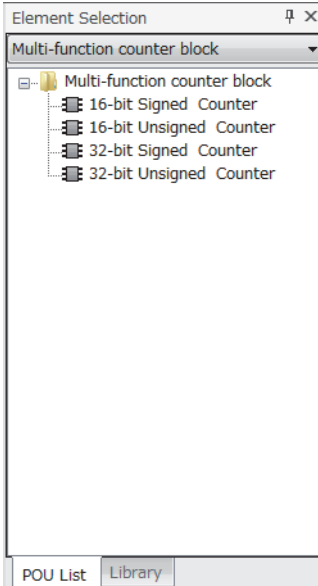 Element Selection
Multi-function counter block
Multi-function counter block
16-bit Signed Counter
16-bit Unsigned Counter
32-bit Signed Counter
32-bit Unsigned Counter
POU List Library